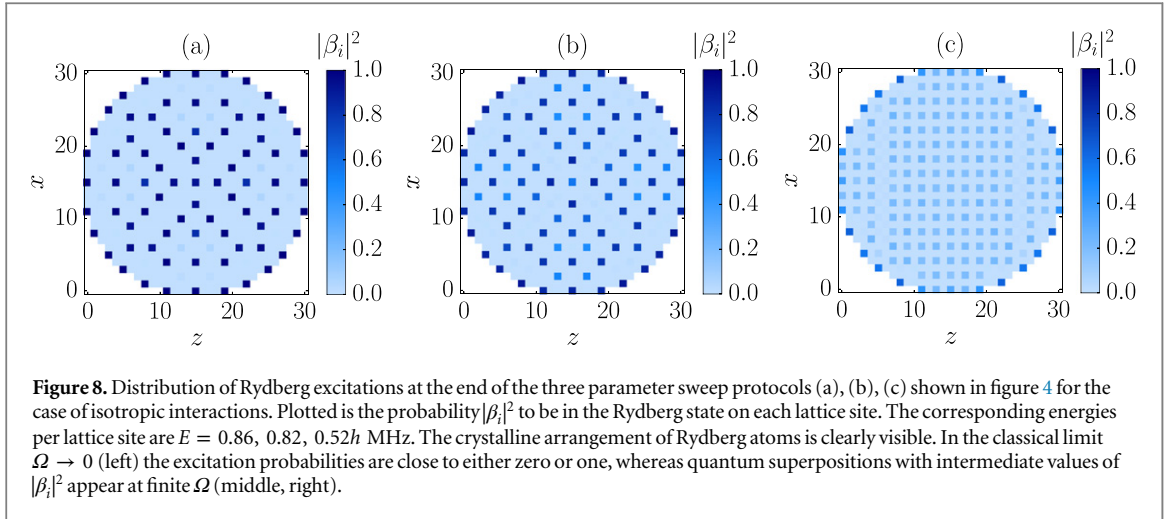 (a) |βᵢ|² (b) |βᵢ|² (c) |βᵢ|²
30 1.0 30 1.0 30 1.0
0.8 0.8 0.8
20 20 20
x 0.6 x 0.6 x 0.6
0.4 0.4 0.4
10 10 10
0.2 0.2 0.2
0 0.0 0 0.0 0 0.0
0 10 20 30 0 10 20 30 0 10 20 30
z z z
Figure 8. Distribution of Rydberg excitations at the end of the three parameter sweep protocols (a), (b), (c) shown in figure 4 for the
case of isotropic interactions. Plotted is the probability |βᵢ|² to be in the Rydberg state on each lattice site. The corresponding energies
per lattice site are E = 0.86, 0.82, 0.52h MHz. The crystalline arrangement of Rydberg atoms is clearly visible. In the classical limit
Ω → 0 (left) the excitation probabilities are close to either zero or one, whereas quantum superpositions with intermediate values of
|βᵢ|² appear at finite Ω (middle, right).